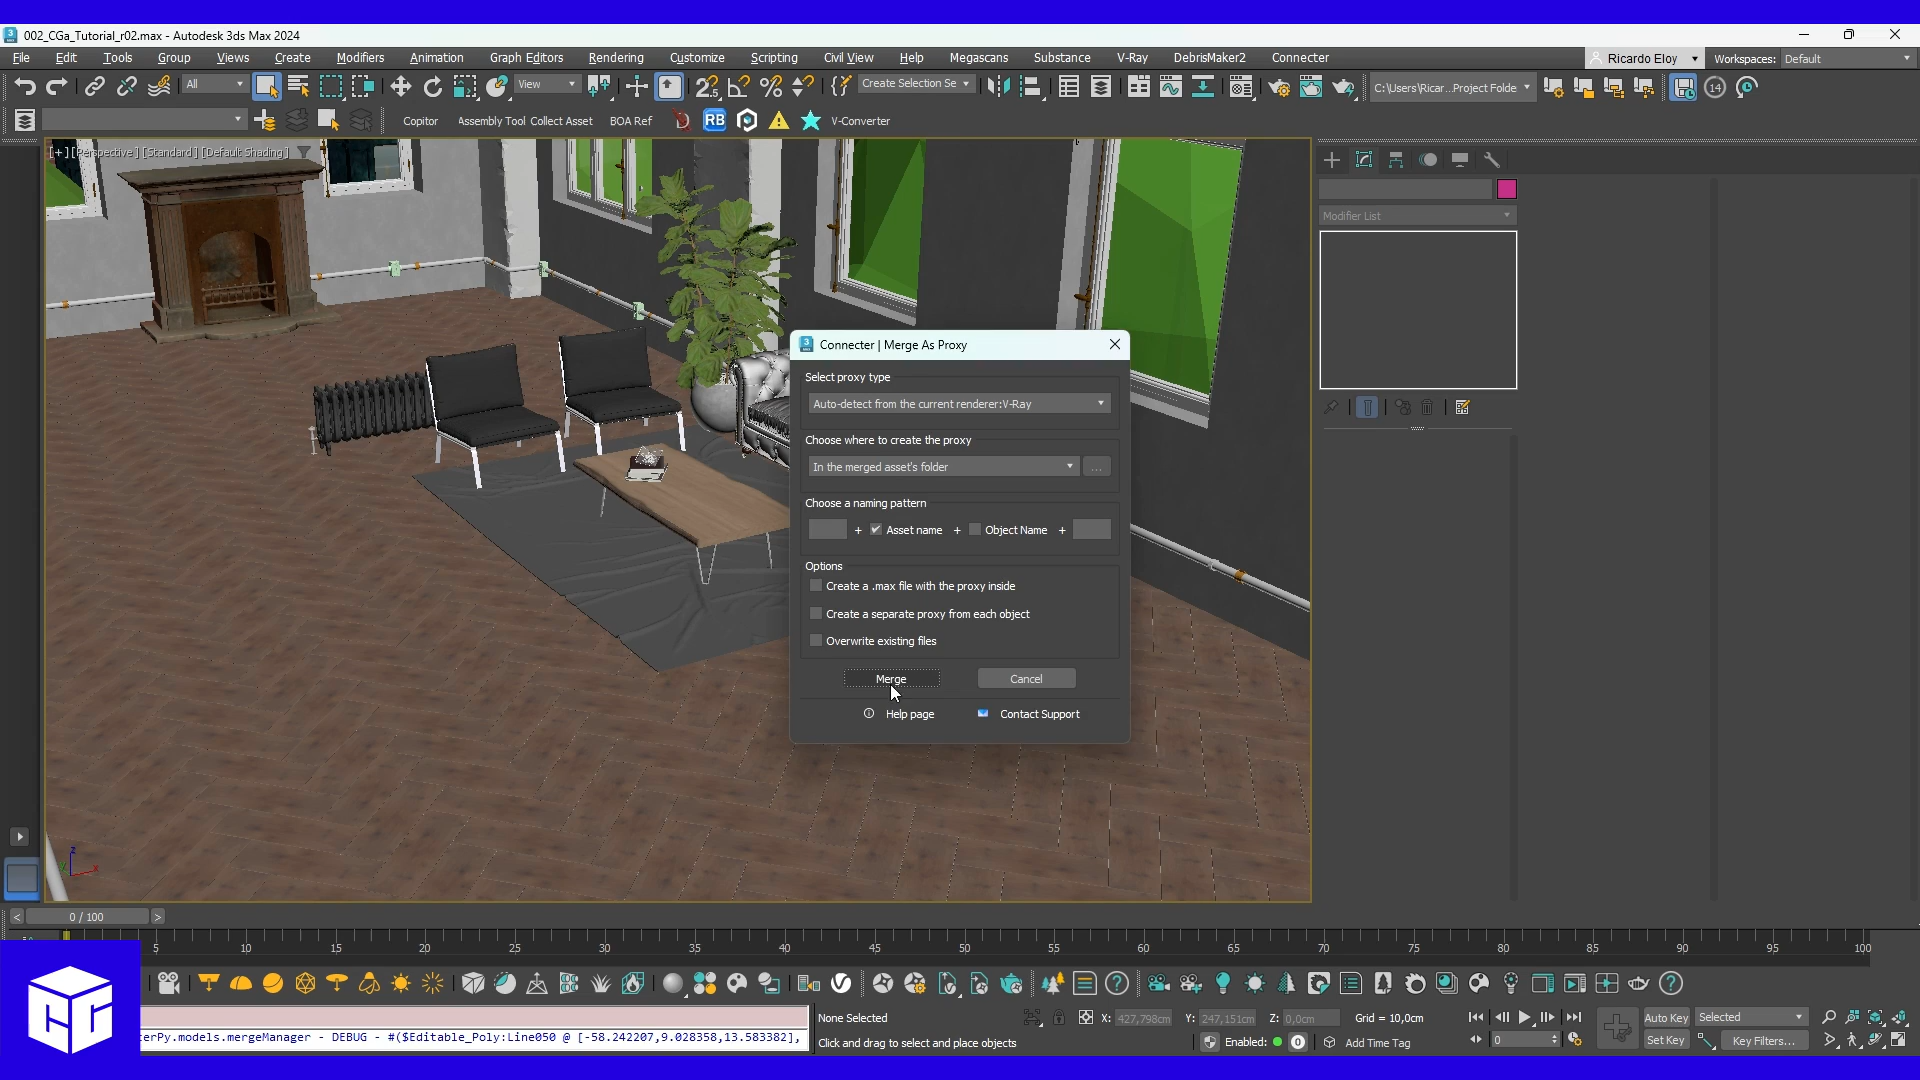 002_CGa_Tutorial_r02.max - Autodesk 3ds Max 2024
File Edit Tools Group Views Create Modifiers Animation Graph Editors Rendering Customize Scripting Civil View Help Megascans Substance V-Ray DebrisMaker2 Connecter Ricardo Eloy Workspaces: Default
All View Create Selection Se C:\Users\Ricar...Project Folde 14
Copitor Assembly Tool Collect Asset BOA Ref RB V-Converter
[+][Perspective][Standard][Default Shading]
Modifier List
Connecter | Merge As Proxy
Select proxy type
Auto-detect from the current renderer:V-Ray
Choose where to create the proxy
In the merged asset's folder ...
Choose a naming pattern
+ Asset name + Object Name +
Options
Create a .max file with the proxy inside
Create a separate proxy from each object
Overwrite existing files
Merge Cancel
Help page Contact Support
z x
< 0 / 100 >
5 10 15 20 25 30 35 40 45 50 55 60 65 70 75 80 85 90 95 100
None Selected X: 427,798cm Y: 247,151cm Z: 0,0cm Grid = 10,0cm Auto Key Selected
terPy.models.mergeManager - DEBUG - #($Editable_Poly:Line050 @ [-58.242207,9.028358,13.583382],
Click and drag to select and place objects Enabled: 0 Add Time Tag 0 Set Key Key Filters...